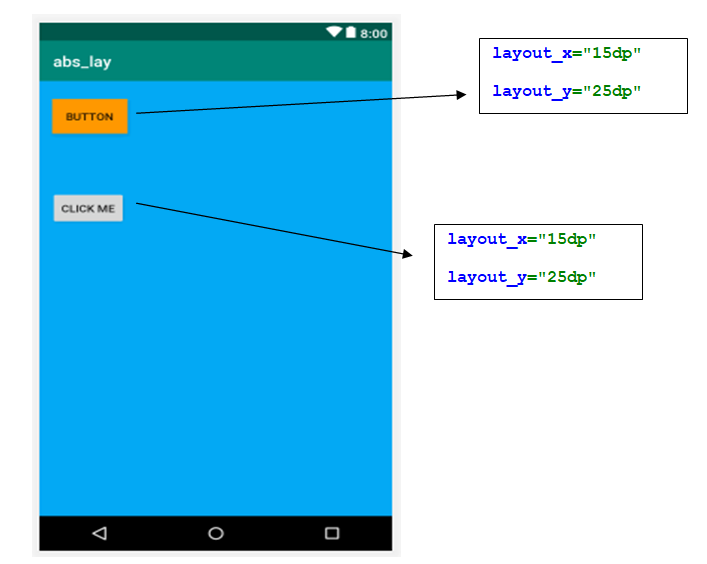 8:00
abs_lay
BUTTON
layout_x="15dp"
layout_y="25dp"
CLICK ME
layout_x="15dp"
layout_y="25dp"